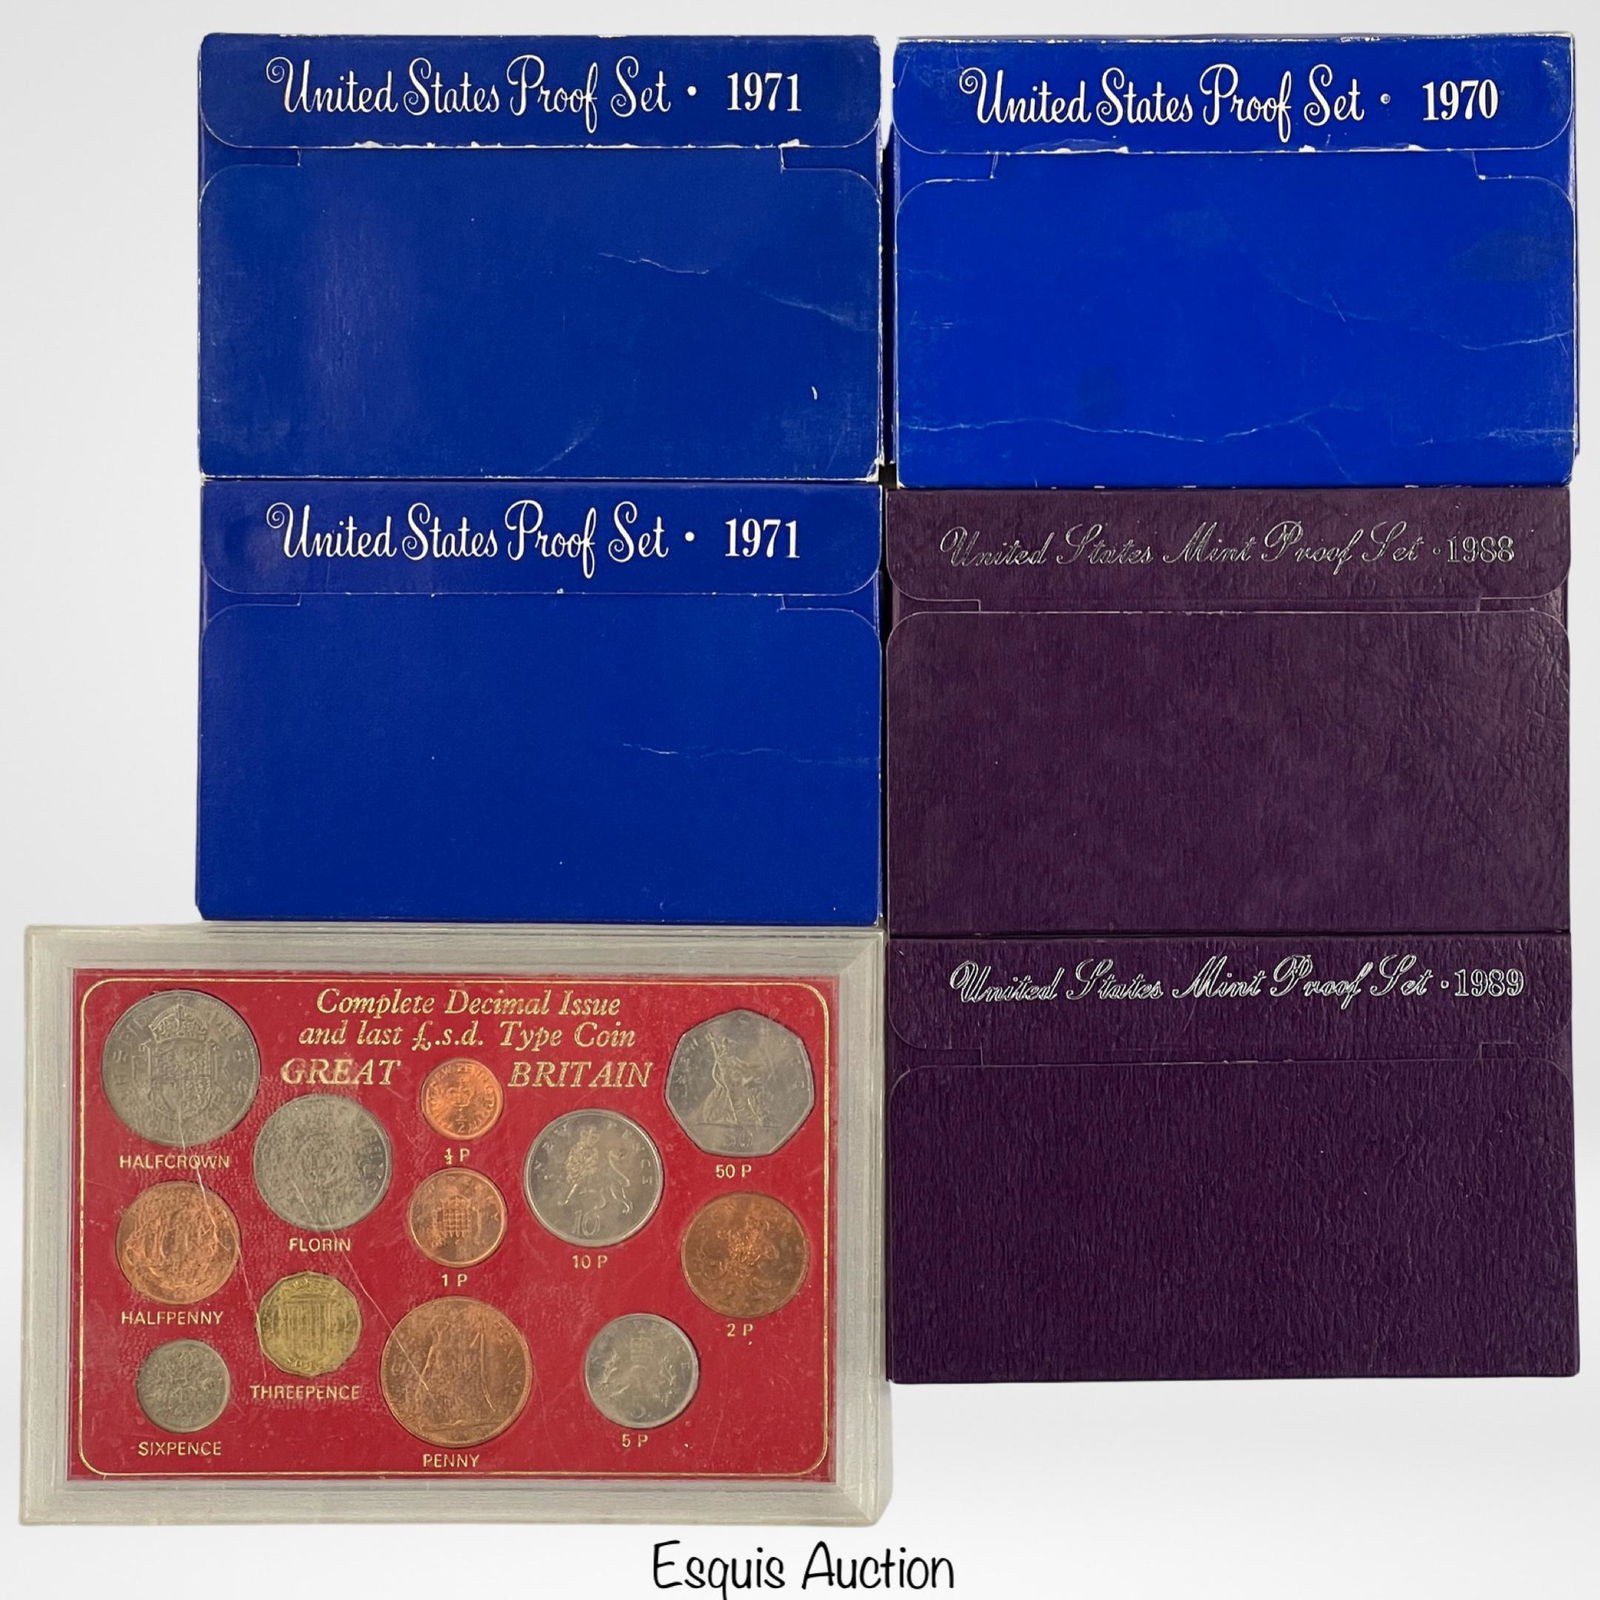 United States Proof Set • 1971
United States Proof Set • 1970
United States Proof Set • 1971
United States Mint Proof Set · 1988
United States Mint Proof Set · 1989
Complete Decimal Issue
and last £.s.d. Type Coin
GREAT BRITAIN
HALFCROWN
FLORIN
½ P
50 P
HALFPENNY
1 P
10
10 P
2 P
THREEPENCE
SIXPENCE
PENNY
5 P
Esquis Auction